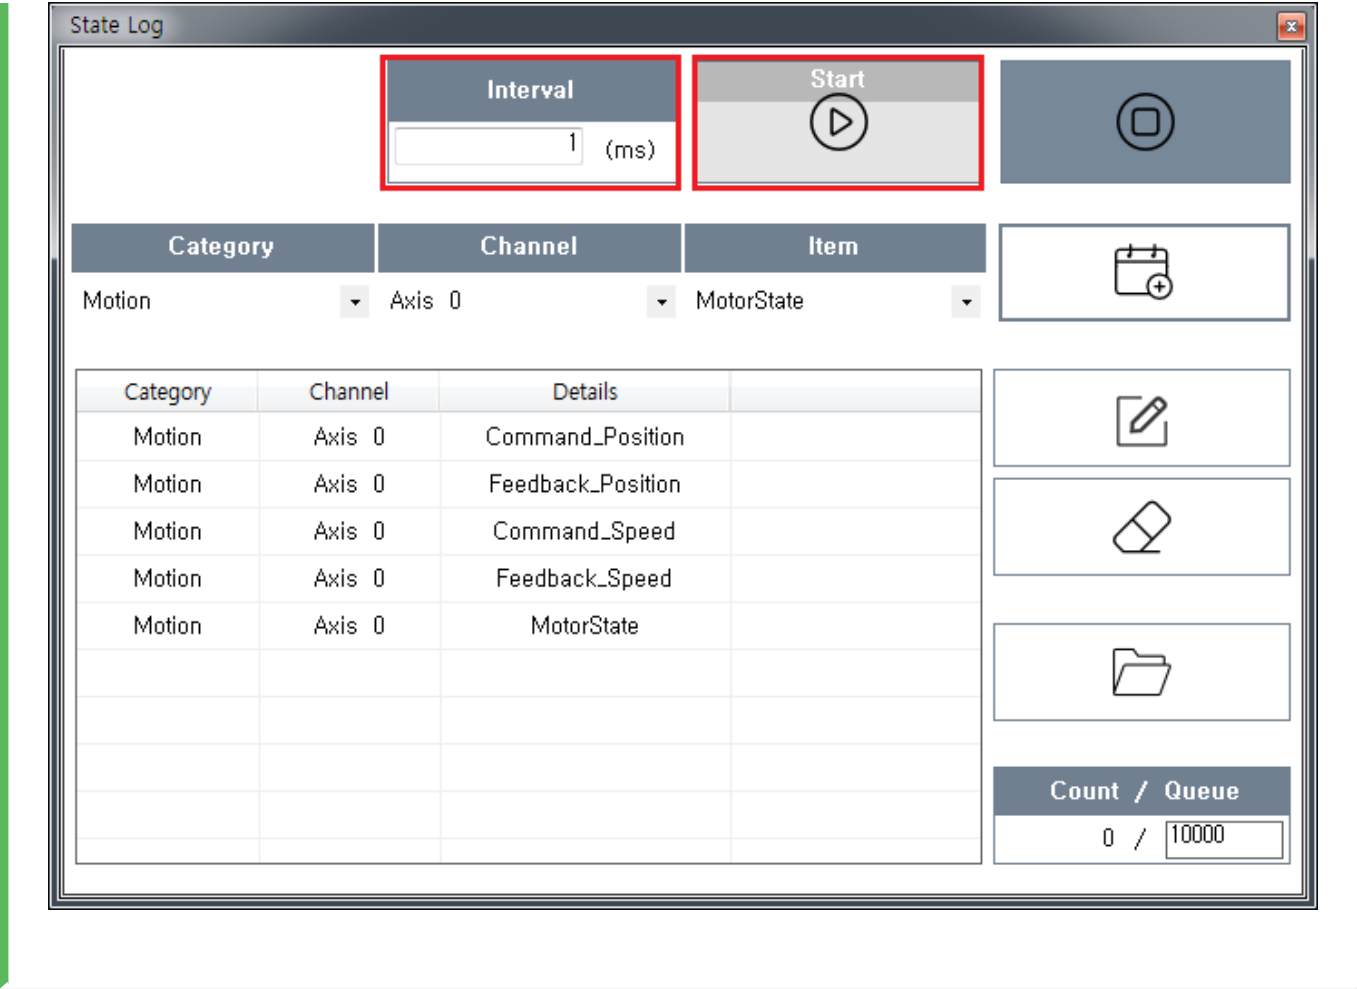 State Log
Interval
1 (ms)
Start
Category Channel Item
Motion Axis 0 MotorState
Category Channel Details
Motion Axis 0 Command_Position
Motion Axis 0 Feedback_Position
Motion Axis 0 Command_Speed
Motion Axis 0 Feedback_Speed
Motion Axis 0 MotorState
Count / Queue
0 / 10000